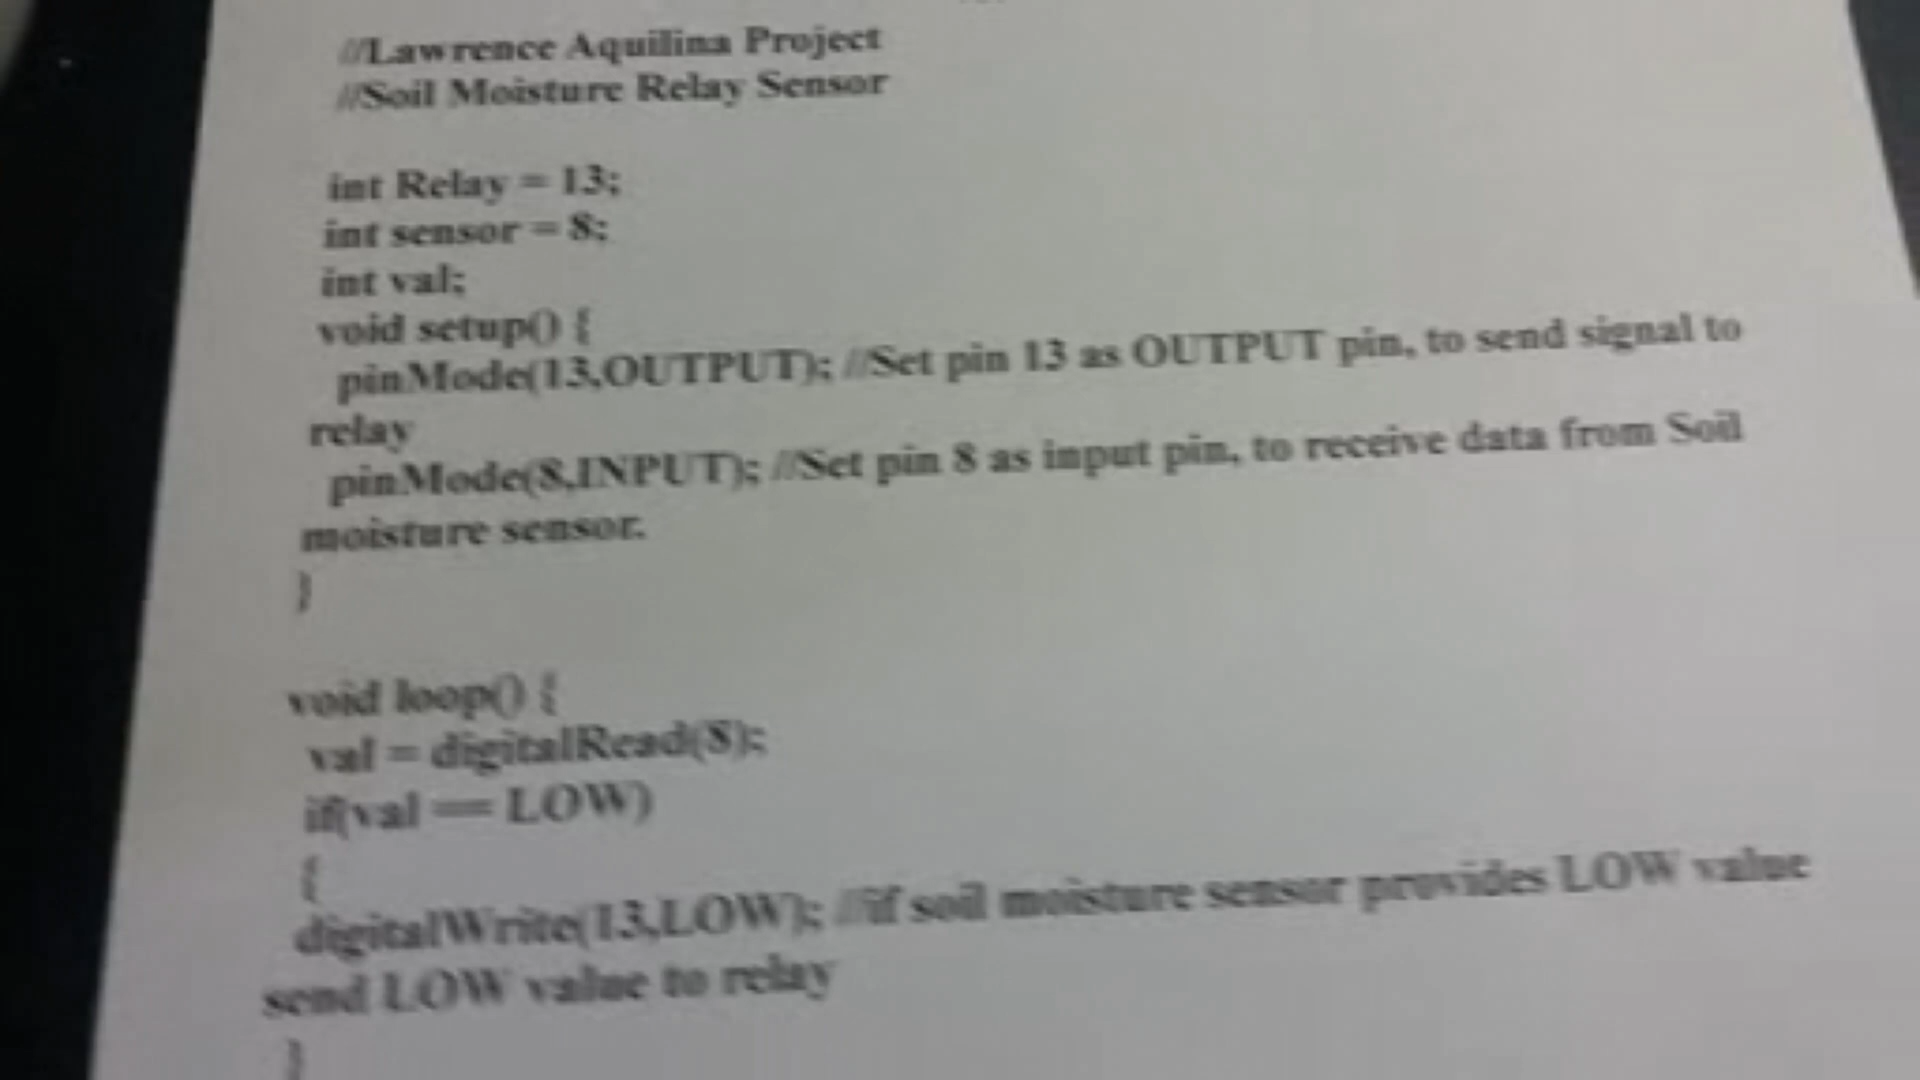 //Lawrence Aquilina Project
//Soil Moisture Relay Sensor
int Relay = 13;
int sensor = 8;
int val;
void setup() {
pinMode(13,OUTPUT); //Set pin 13 as OUTPUT pin, to send signal to
relay
pinMode(8,INPUT); //Set pin 8 as input pin, to receive data from Soil
moisture sensor.
}
void loop() {
val = digitalRead(8);
if(val == LOW)
{
digitalWrite(13,LOW); //if soil moisture sensor provides LOW value
send LOW value to relay
}